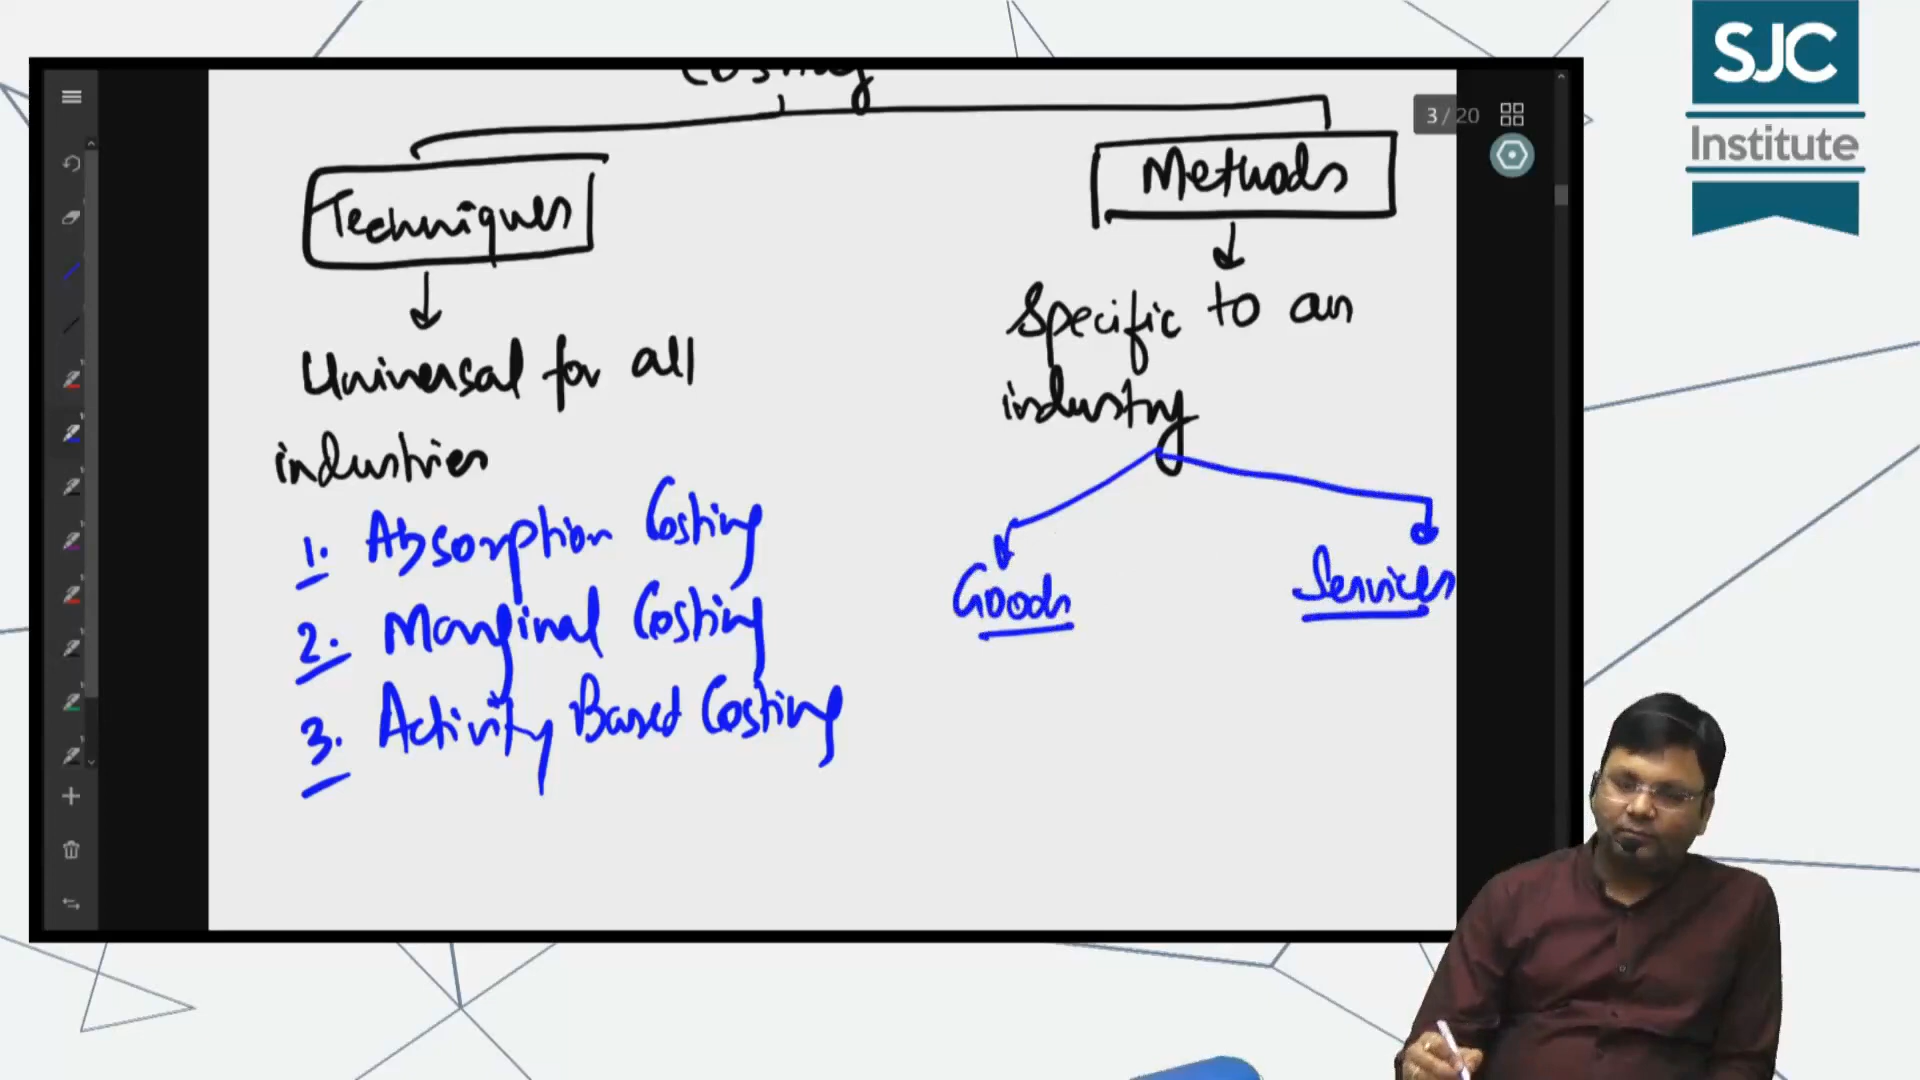 SJC
Institute
3 / 20
Costing
Techniques
Methods
Universal for all
industries
Specific to an
industry
1. Absorption Costing
2. Marginal Costing
3. Activity Based Costing
Goods
Services